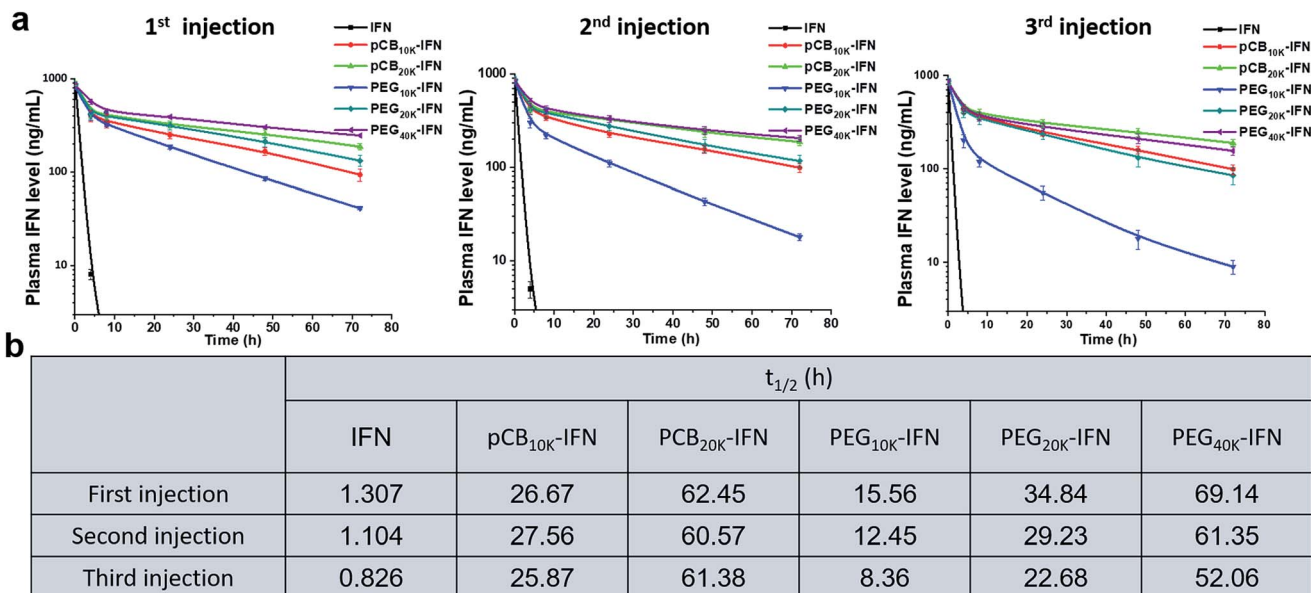 a
1st injection
IFN
pCB10K-IFN
pCB20K-IFN
PEG10K-IFN
PEG20K-IFN
PEG40K-IFN
Plasma IFN level (ng/mL)
1000
100
10
0 10 20 30 40 50 60 70 80
Time (h)
2nd injection
IFN
pCB10K-IFN
pCB20K-IFN
PEG10K-IFN
PEG20K-IFN
PEG40K-IFN
Plasma IFN level (ng/mL)
1000
100
10
0 10 20 30 40 50 60 70 80
Time (h)
3rd injection
IFN
pCB10K-IFN
pCB20K-IFN
PEG10K-IFN
PEG20K-IFN
PEG40K-IFN
Plasma IFN level (ng/mL)
1000
100
10
0 10 20 30 40 50 60 70 80
Time (h)
b
t1/2 (h)
IFN pCB10K-IFN PCB20K-IFN PEG10K-IFN PEG20K-IFN PEG40K-IFN
First injection 1.307 26.67 62.45 15.56 34.84 69.14
Second injection 1.104 27.56 60.57 12.45 29.23 61.35
Third injection 0.826 25.87 61.38 8.36 22.68 52.06